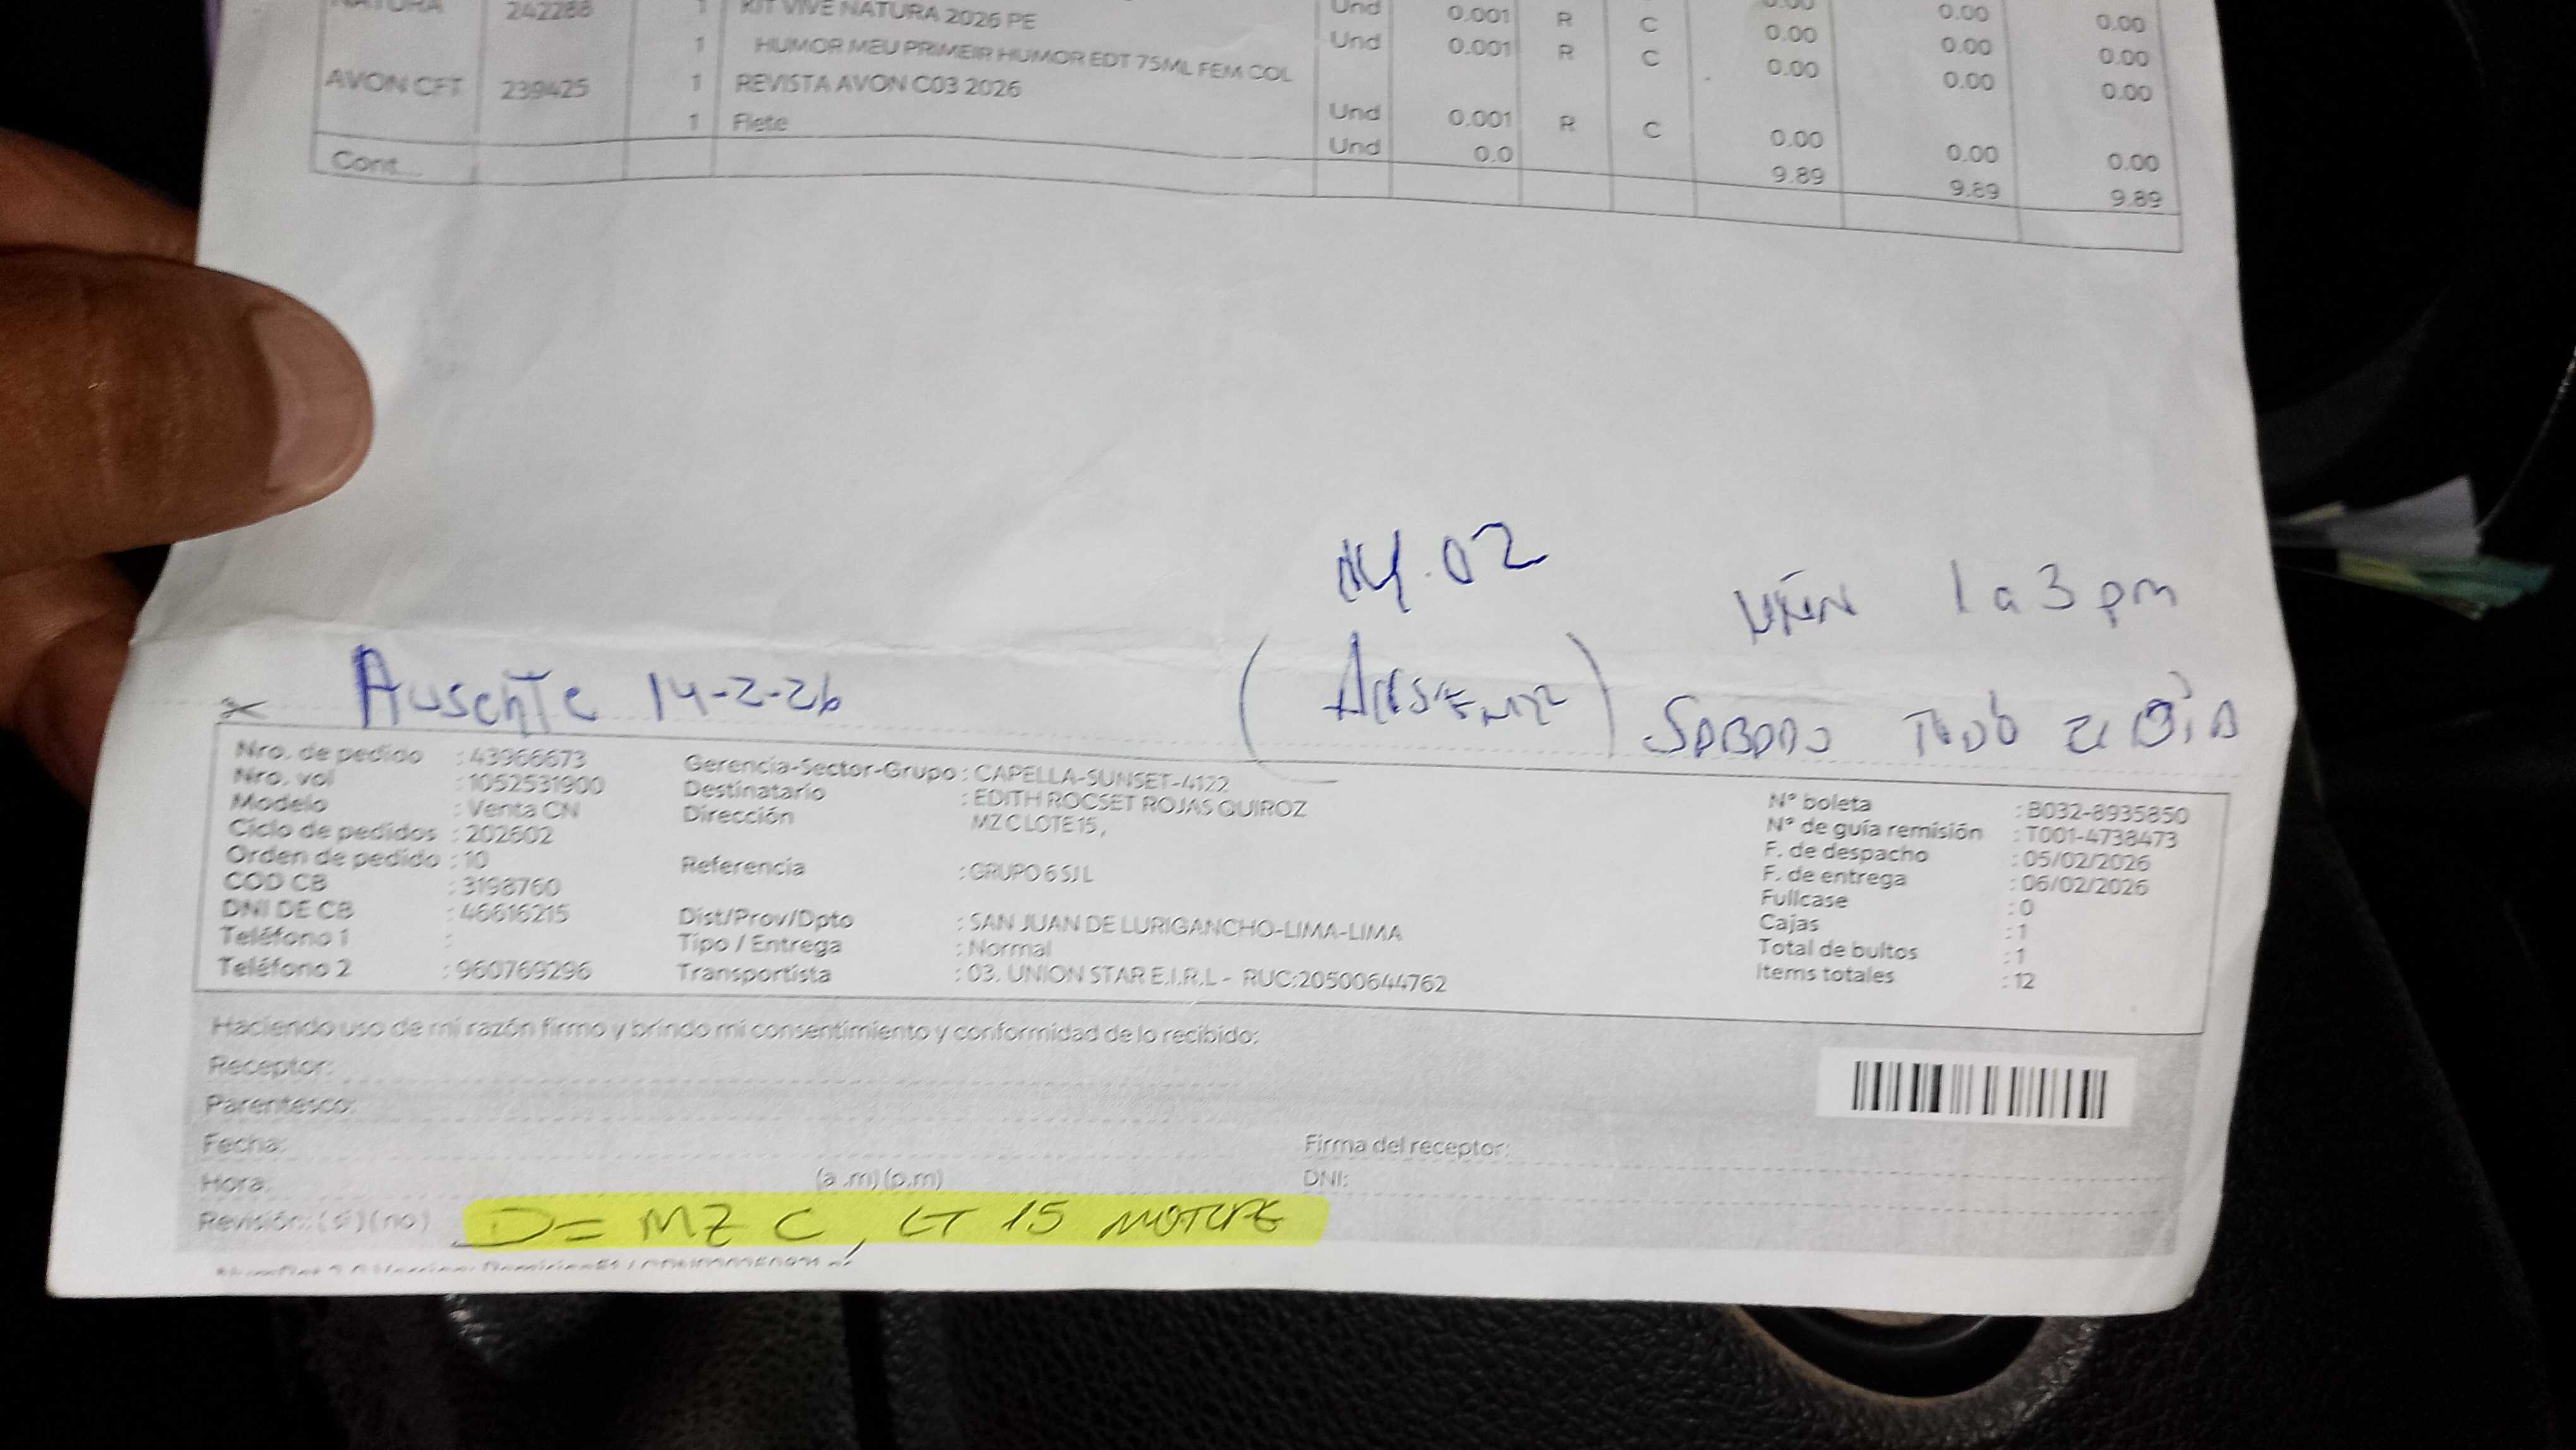 NATURA 242288 1 KIT VIVE NATURA 2026 PE Und 0.001 R C 0.00 0.00 0.00
1 HUMOR MEU PRIMEIR HUMOR EDT 75ML FEM COL Und 0.001 R C 0.00 0.00 0.00
AVON CFT 239425 1 REVISTA AVON C03 2026 Und 0.001 R C 0.00 0.00 0.00
1 Flete Und 0.0 9.89 9.89 9.89
Cont...
02
1 a 3 pm
Ausente 14-2-26
SABADO TODO EL DÍA
Nro. de pedido : 43966673
Nro. vol : 1052531900
Modelo : Venta CN
Ciclo de pedidos : 202602
Orden de pedido : 10
COD CB : 3198760
DNI DE CB : 46616215
Teléfono 1 :
Teléfono 2 : 960769296
Gerencia-Sector-Grupo : CAPELLA-SUNSET-4122
Destinatario : EDITH ROCSET ROJAS QUIROZ
Dirección MZ C LOTE 15 ,
Referencia : GRUPO 6 SJL
Dist/Prov/Dpto : SAN JUAN DE LURIGANCHO-LIMA-LIMA
Tipo / Entrega : Normal
Transportista : 03. UNION STAR E.I.R.L - RUC:20500644762
N° boleta : B032-8935850
N° de guía remisión : T001-4738473
F. de despacho : 05/02/2026
F. de entrega : 06/02/2026
Fullcase : 0
Cajas : 1
Total de bultos : 1
Items totales : 12
Haciendo uso de mi razón firmo y brindo mi consentimiento y conformidad de lo recibido:
Receptor:
Parentesco:
Fecha:
Hora: (a .m) (p.m)
Firma del receptor:
DNI:
Revisión: (si) (no) D= MZ C, LT 15 MOTUPE